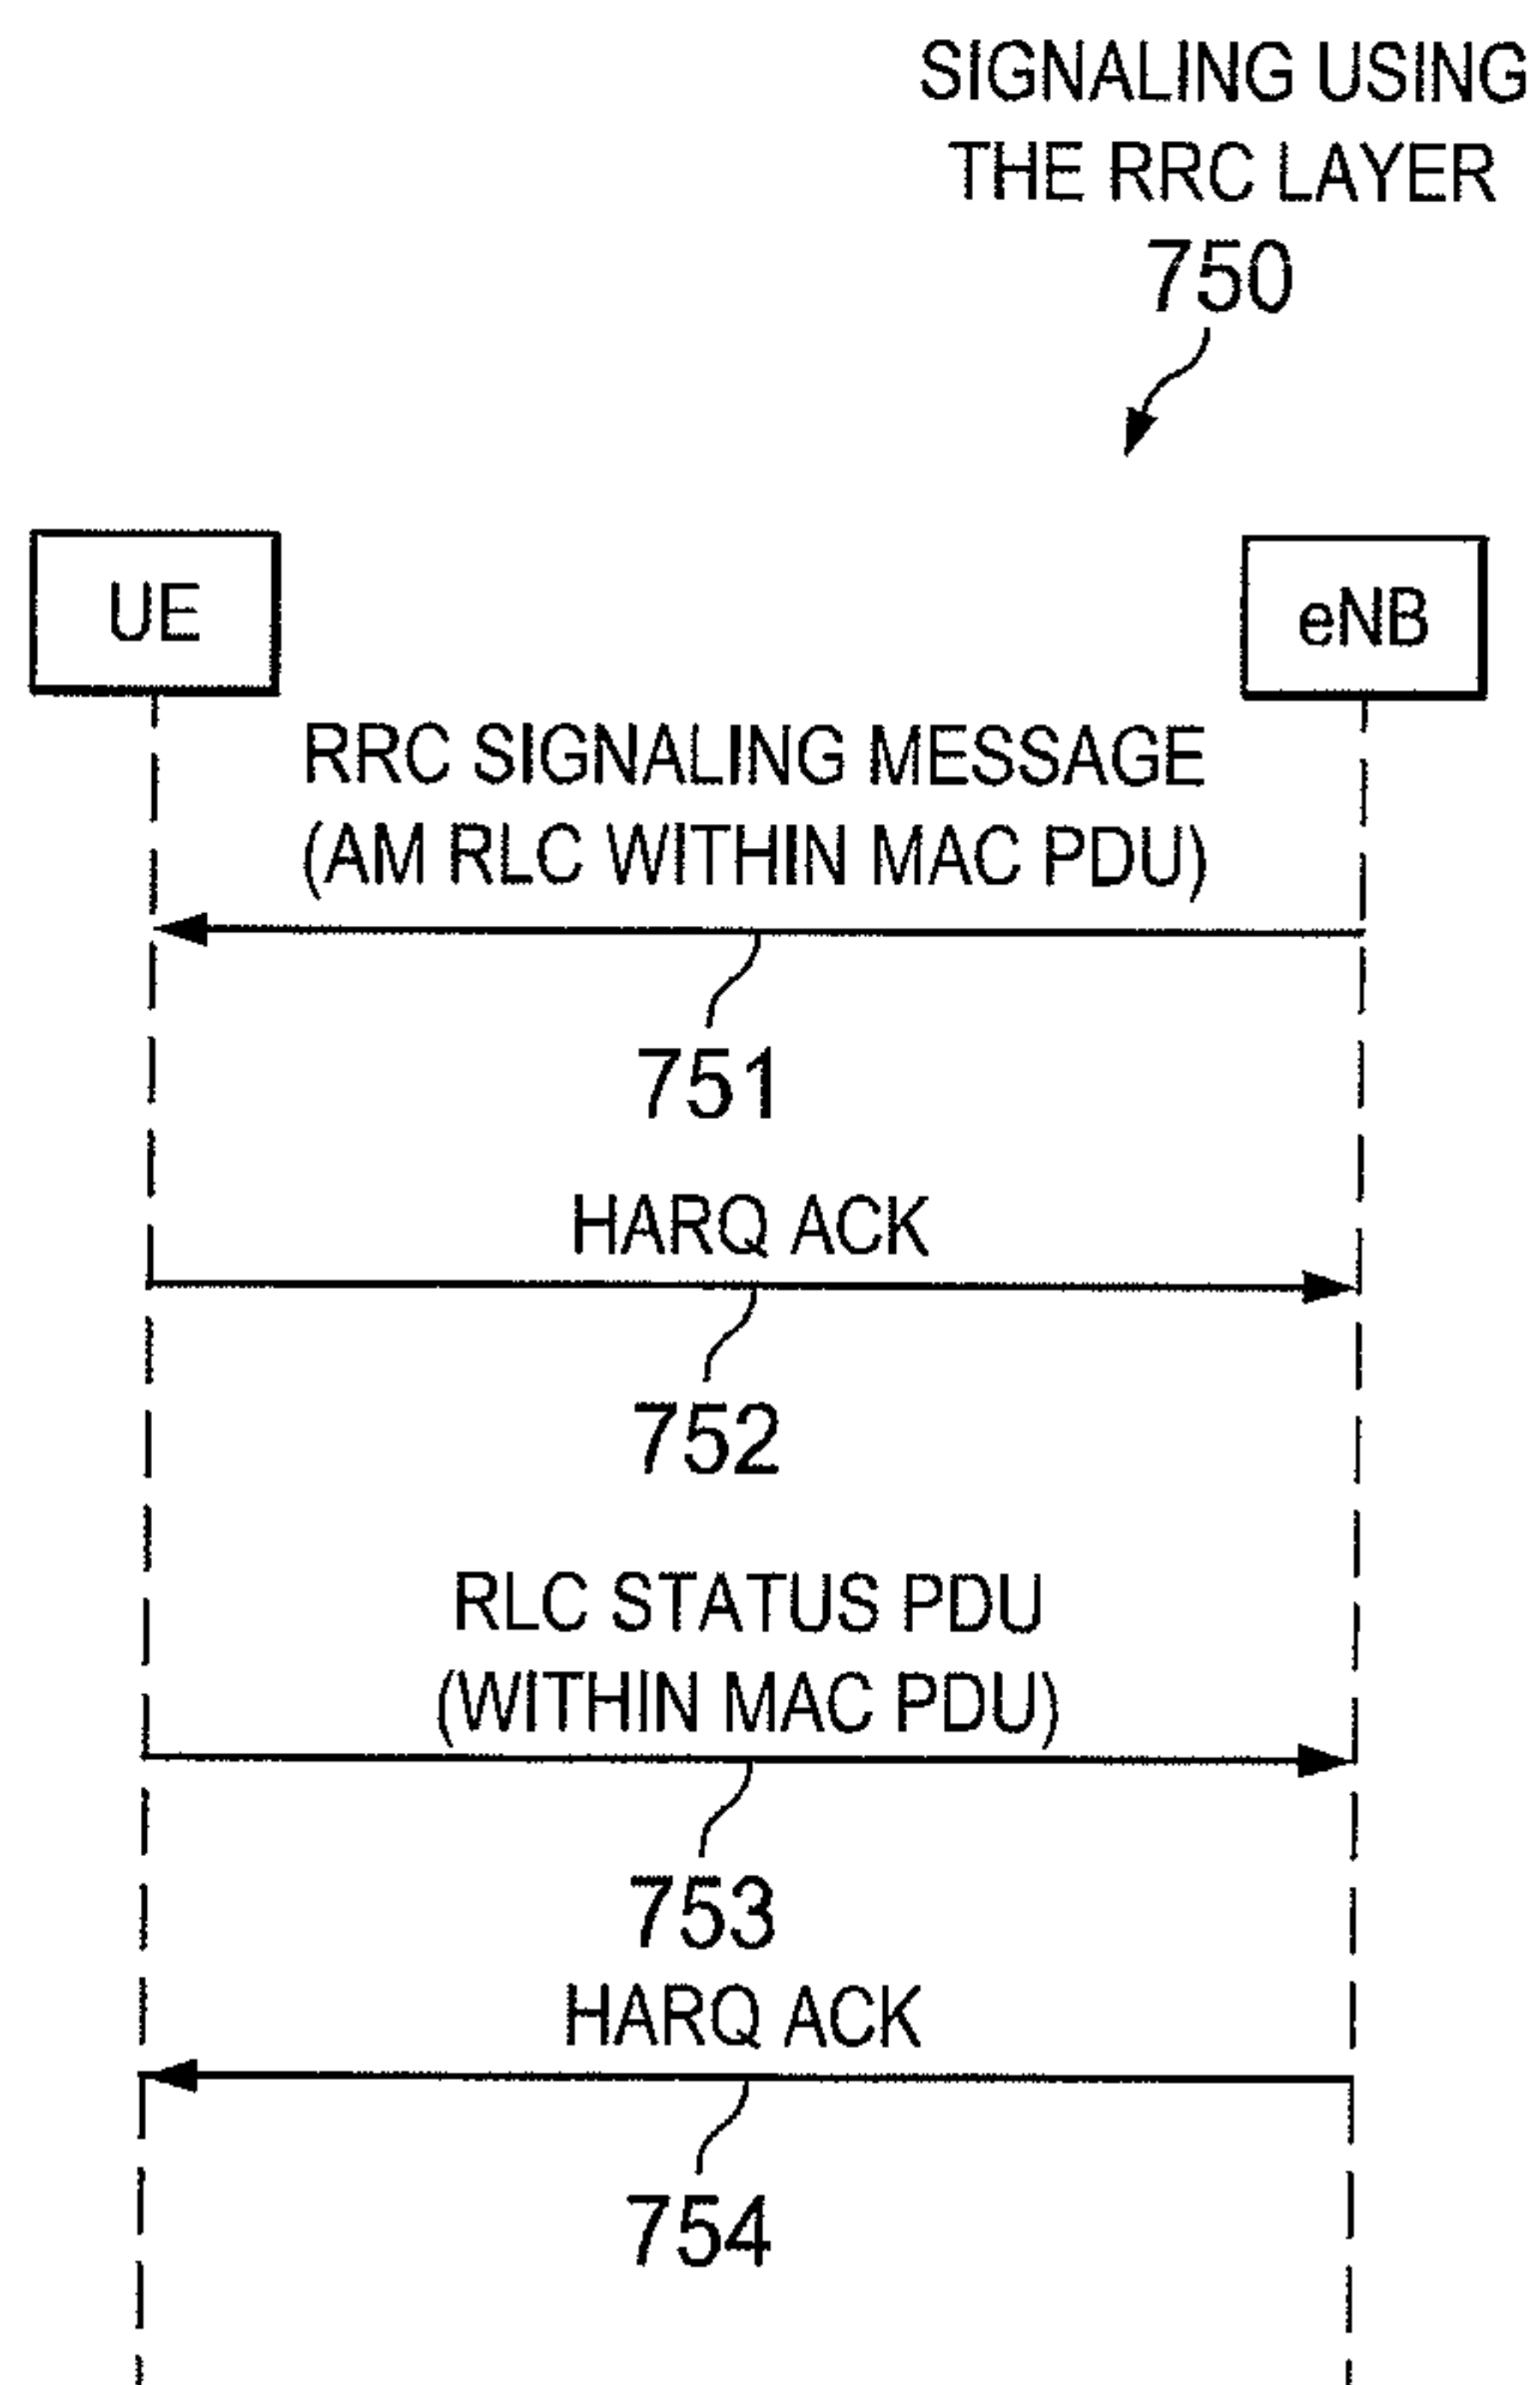 SIGNALING USING
THE RRC LAYER
750
UE
eNB
RRC SIGNALING MESSAGE
(AM RLC WITHIN MAC PDU)
751
HARQ ACK
752
RLC STATUS PDU
(WITHIN MAC PDU)
753
HARQ ACK
754